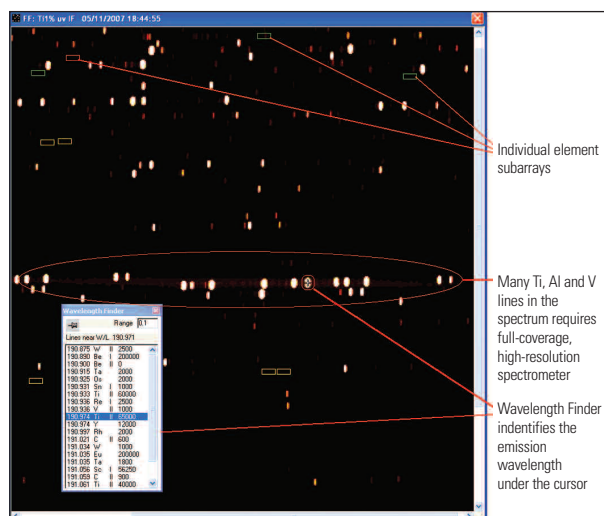 FF: Ti1% uv IF 05/11/2007 18:44:55
Individual element
subarrays
Many Ti, Al and V
lines in the
spectrum requires
full-coverage,
high-resolution
spectrometer
Wavelength Finder
indentifies the
emission
wavelength
under the cursor
Wavelength Finder
Range 0.1
Lines near W/L 190.971
190.875 W II 2500
190.890 Be I 200000
190.900 Be II 0
190.915 Ta 2000
190.925 Os 2000
190.931 Sn I 1000
190.933 Ti II 60000
190.936 Re I 2500
190.936 V II 1000
190.974 Ti II 65000
190.974 Y 12000
190.997 Rh 2000
191.021 C II 600
191.034 W 1000
191.035 Eu 200000
191.035 Ta 1800
191.056 Sc I 56250
191.059 C II 900
191.061 Ti II 40000